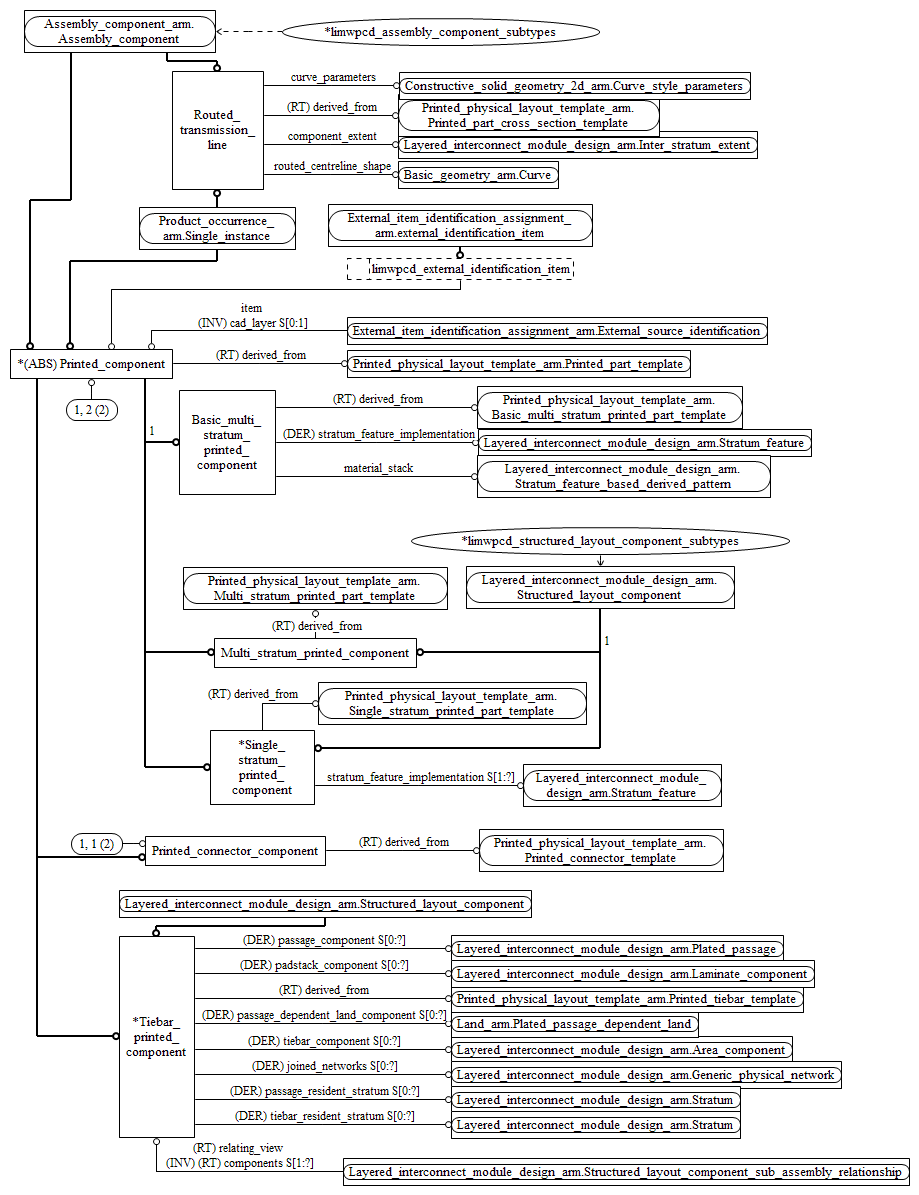 Assembly_component_arm.
Assembly_component
*limwpcd_assembly_component_subtypes
Routed_
transmission_
line
curve_parameters
Constructive_solid_geometry_2d_arm.Curve_style_parameters
(RT) derived_from
Printed_physical_layout_template_arm.
Printed_part_cross_section_template
component_extent
Layered_interconnect_module_design_arm.Inter_stratum_extent
routed_centreline_shape
Basic_geometry_arm.Curve
Product_occurrence_
arm.Single_instance
External_item_identification_assignment_
arm.external_identification_item
limwpcd_external_identification_item
item
(INV) cad_layer S[0:1]
External_item_identification_assignment_arm.External_source_identification
*(ABS) Printed_component
(RT) derived_from
Printed_physical_layout_template_arm.Printed_part_template
1, 2 (2)
1
Basic_multi_
stratum_
printed_
component
(RT) derived_from
Printed_physical_layout_template_arm.
Basic_multi_stratum_printed_part_template
(DER) stratum_feature_implementation
Layered_interconnect_module_design_arm.Stratum_feature
material_stack
Layered_interconnect_module_design_arm.
Stratum_feature_based_derived_pattern
*limwpcd_structured_layout_component_subtypes
Printed_physical_layout_template_arm.
Multi_stratum_printed_part_template
Layered_interconnect_module_design_arm.
Structured_layout_component
(RT) derived_from
1
Multi_stratum_printed_component
(RT) derived_from
Printed_physical_layout_template_arm.
Single_stratum_printed_part_template
*Single_
stratum_
printed_
component
stratum_feature_implementation S[1:?]
Layered_interconnect_module_
design_arm.Stratum_feature
1, 1 (2)
Printed_connector_component
(RT) derived_from
Printed_physical_layout_template_arm.
Printed_connector_template
Layered_interconnect_module_design_arm.Structured_layout_component
*Tiebar_
printed_
component
(DER) passage_component S[0:?]
Layered_interconnect_module_design_arm.Plated_passage
(DER) padstack_component S[0:?]
Layered_interconnect_module_design_arm.Laminate_component
(RT) derived_from
Printed_physical_layout_template_arm.Printed_tiebar_template
(DER) passage_dependent_land_component S[0:?]
Land_arm.Plated_passage_dependent_land
(DER) tiebar_component S[0:?]
Layered_interconnect_module_design_arm.Area_component
(DER) joined_networks S[0:?]
Layered_interconnect_module_design_arm.Generic_physical_network
(DER) passage_resident_stratum S[0:?]
Layered_interconnect_module_design_arm.Stratum
(DER) tiebar_resident_stratum S[0:?]
Layered_interconnect_module_design_arm.Stratum
(RT) relating_view
(INV) (RT) components S[1:?]
Layered_interconnect_module_design_arm.Structured_layout_component_sub_assembly_relationship